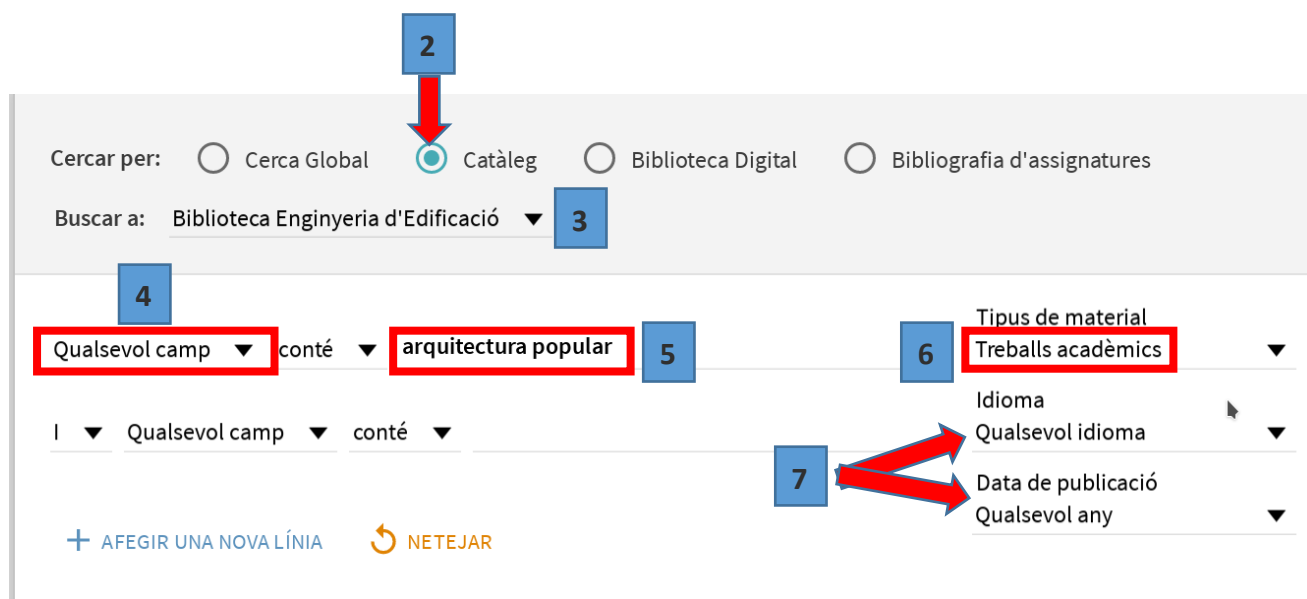 2
Cercar per: Cerca Global Catàleg Biblioteca Digital Bibliografia d'assignatures
Buscar a: Biblioteca Enginyeria d'Edificació 3
4
Tipus de material
Qualsevol camp conté arquitectura popular 5 6 Treballs acadèmics
Idioma
I Qualsevol camp conté Qualsevol idioma
7
Data de publicació
Qualsevol any
AFEGIR UNA NOVA LÍNIA NETEJAR